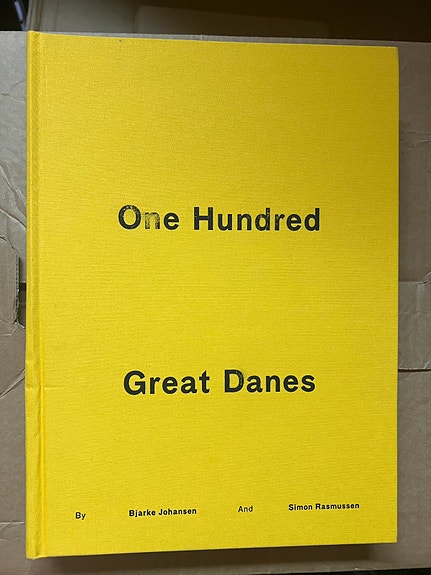 One Hundred
Great Danes
By Bjarke Johansen And Simon Rasmussen